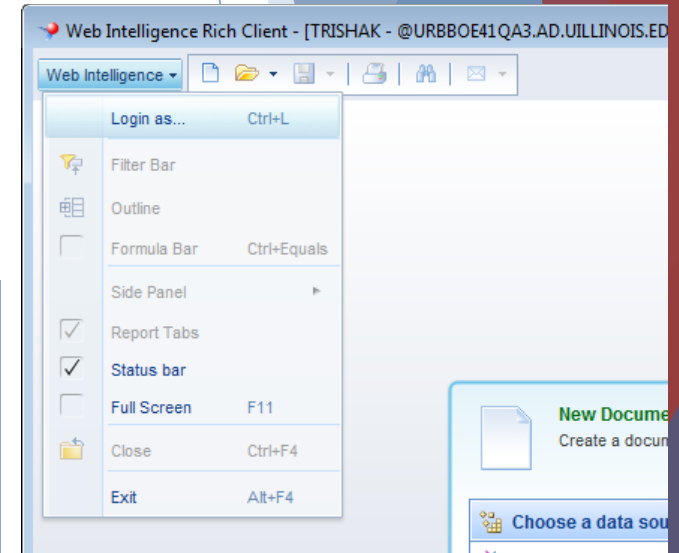 Web Intelligence Rich Client - [TRISHAK - @URBBOE41QA3.AD.UILLINOIS.ED
Web Intelligence
Login as... Ctrl+L
Filter Bar
Outline
Formula Bar Ctrl+Equals
Side Panel
Report Tabs
Status bar
Full Screen F11
Close Ctrl+F4
Exit Alt+F4
New Docume
Create a docum
Choose a data sou